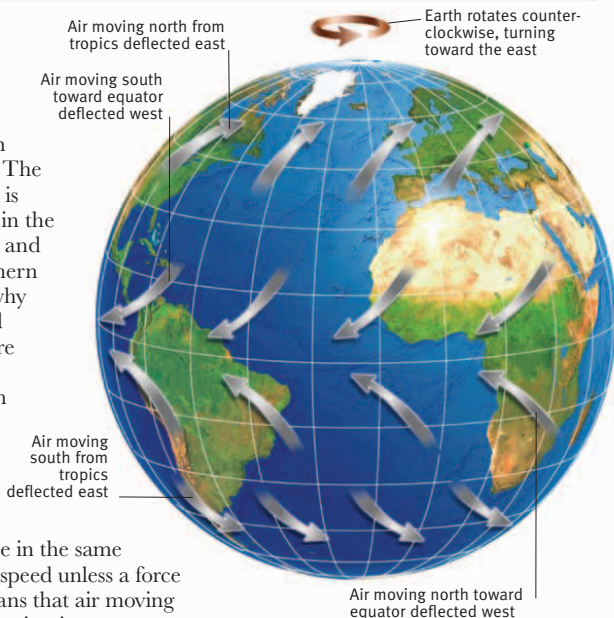 Air moving north from
tropics deflected east
Earth rotates counter-
clockwise, turning
toward the east
Air moving south
toward equator
deflected west
The
is
in the
and
hern
why
re
Air moving
south from
tropics
deflected east
e in the same
speed unless a force
ans that air moving
Air moving north toward
equator deflected west